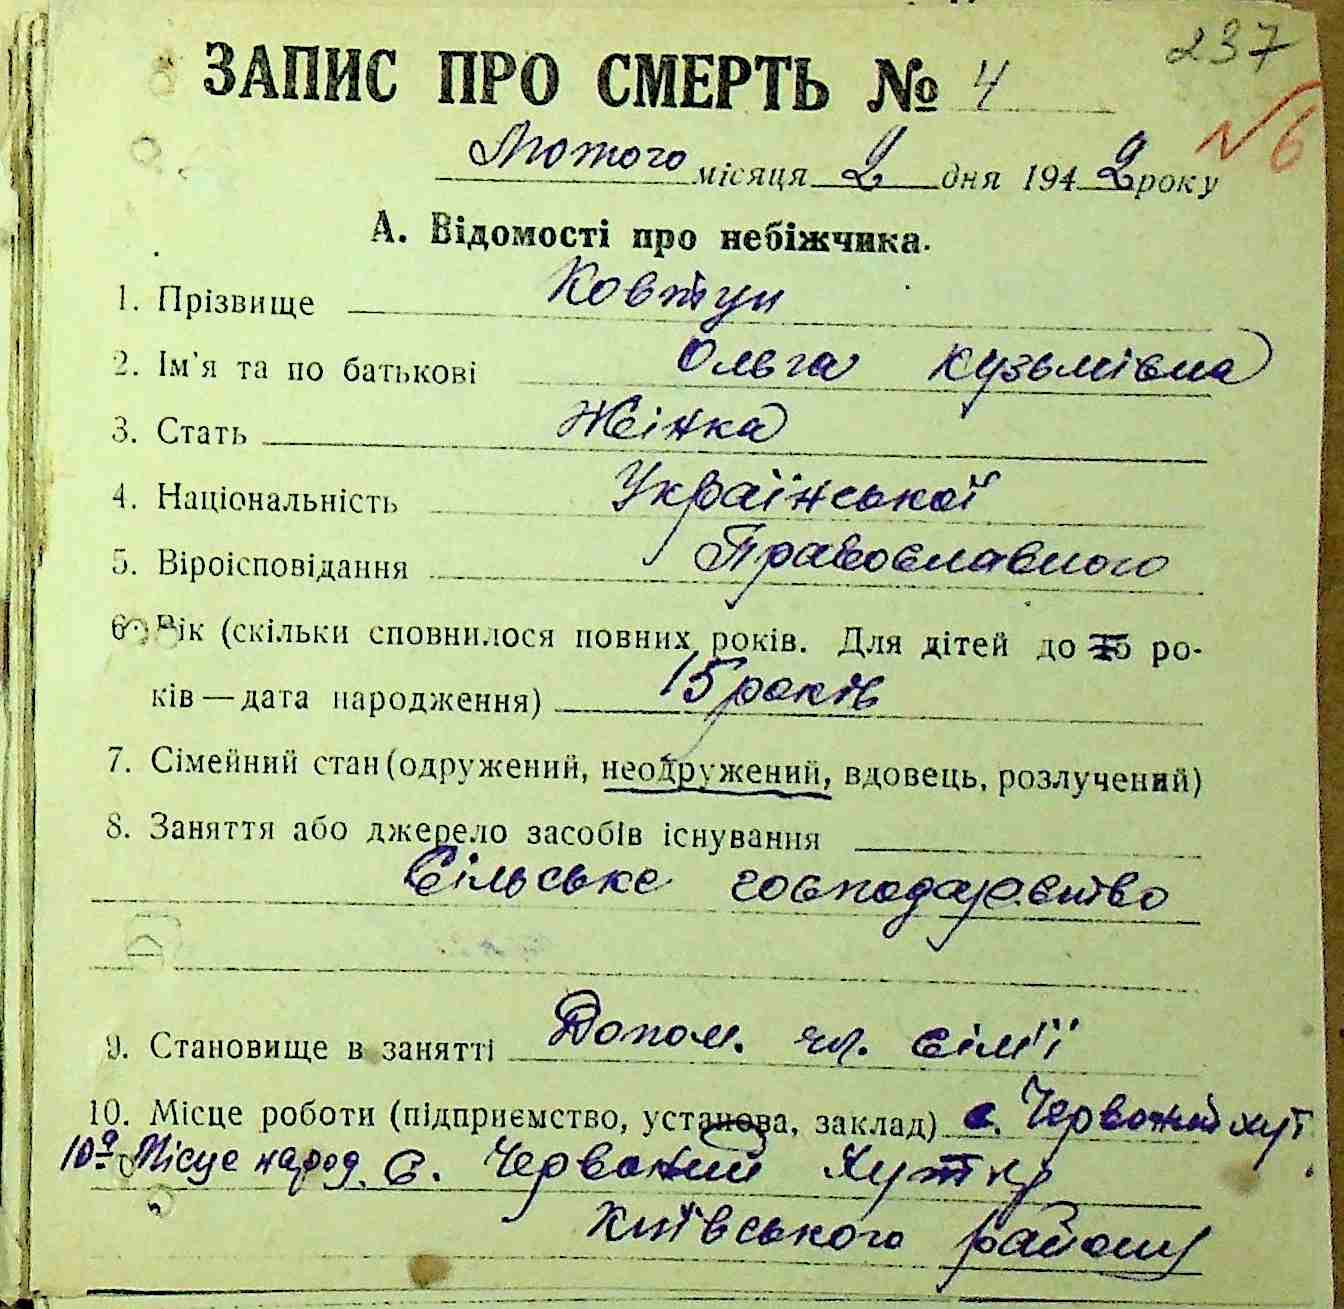 237
ЗАПИС ПРО СМЕРТЬ № 4
№ 6
Лютого місяця 2 дня 1942 року
А. Відомості про небіжчика.
1. Прізвище Ковтун
2. Ім'я та по батькові Ольга Кузьмівна
3. Стать Жінка
4. Національність Української
5. Віроісповідання Православного
6. Вік (скільки сповнилося повних років. Для дітей до 15 ро-
ків — дата народження) 15 років
7. Сімейний стан (одружений, неодружений, вдовець, розлучений)
8. Заняття або джерело засобів існування
Сільське господарство
9. Становище в занятті Допом. чл. сім'ї
10. Місце роботи (підприємство, установа, заклад) с. Червоний хут.
10а Місце народ. с. Червоний Хутір
Київського району